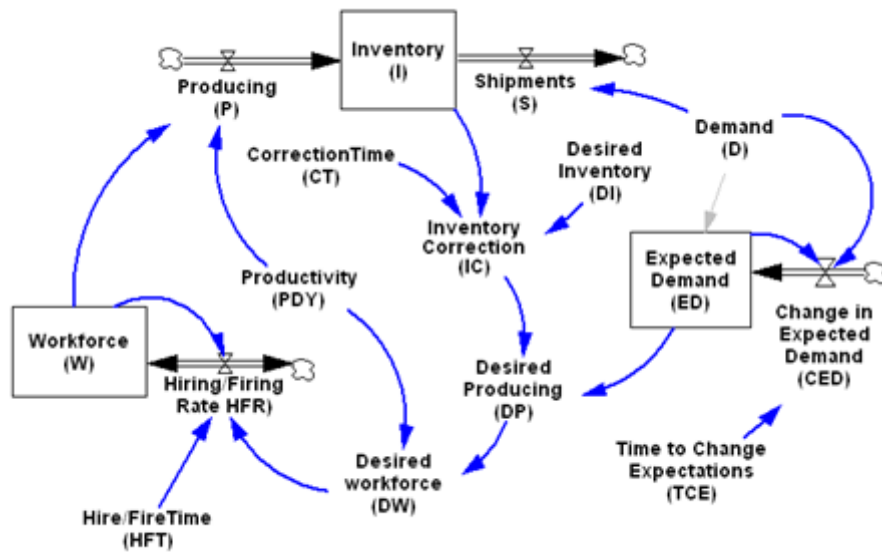 Producing
(P)
Inventory
(I)
Shipments
(S)
Demand
(D)
CorrectionTime
(CT)
Desired
Inventory
(DI)
Inventory
Correction
(IC)
Expected
Demand
(ED)
Productivity
(PDY)
Change in
Expected
Demand
(CED)
Workforce
(W)
Hiring/Firing
Rate HFR)
Desired
Producing
(DP)
Time to Change
Expectations
(TCE)
Desired
workforce
(DW)
Hire/FireTime
(HFT)